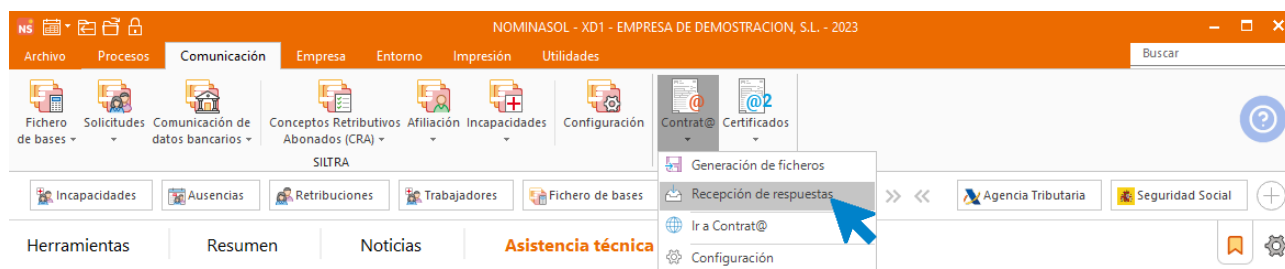 NS NOMINASOL - XD1 - EMPRESA DE DEMOSTRACION, S.L. - 2023
Archivo Procesos Comunicación Empresa Entorno Impresión Utilidades Buscar
Fichero de bases
Solicitudes
Comunicación de datos bancarios
Conceptos Retributivos Abonados (CRA)
Afiliación
Incapacidades
Configuración
Contrat@
@2
Certificados
SILTRA
Generación de ficheros
Recepción de respuestas
Ir a Contrat@
Configuración
Incapacidades Ausencias Retribuciones Trabajadores Fichero de bases Agencia Tributaria Seguridad Social
Herramientas Resumen Noticias Asistencia técnica